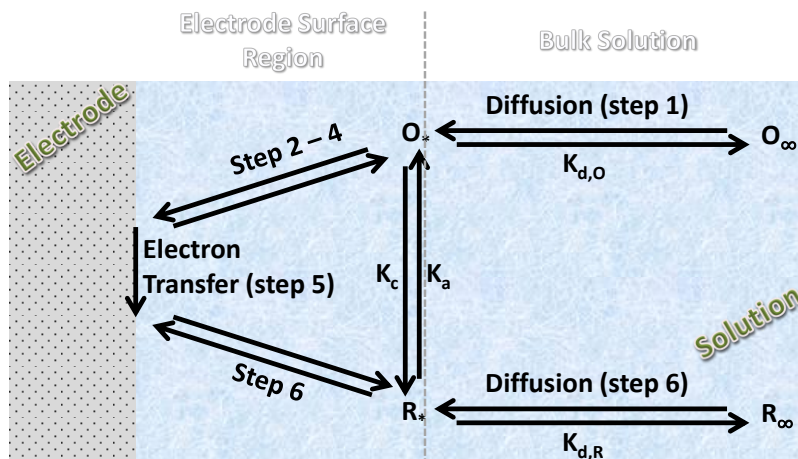 Electrode Surface
Region
Bulk Solution
Electrode
Diffusion (step 1)
O*
O∞
Step 2 – 4
Kd,O
Electron
Transfer (step 5)
Kc
Ka
Solution
Step 6
Diffusion (step 6)
R*
R∞
Kd,R